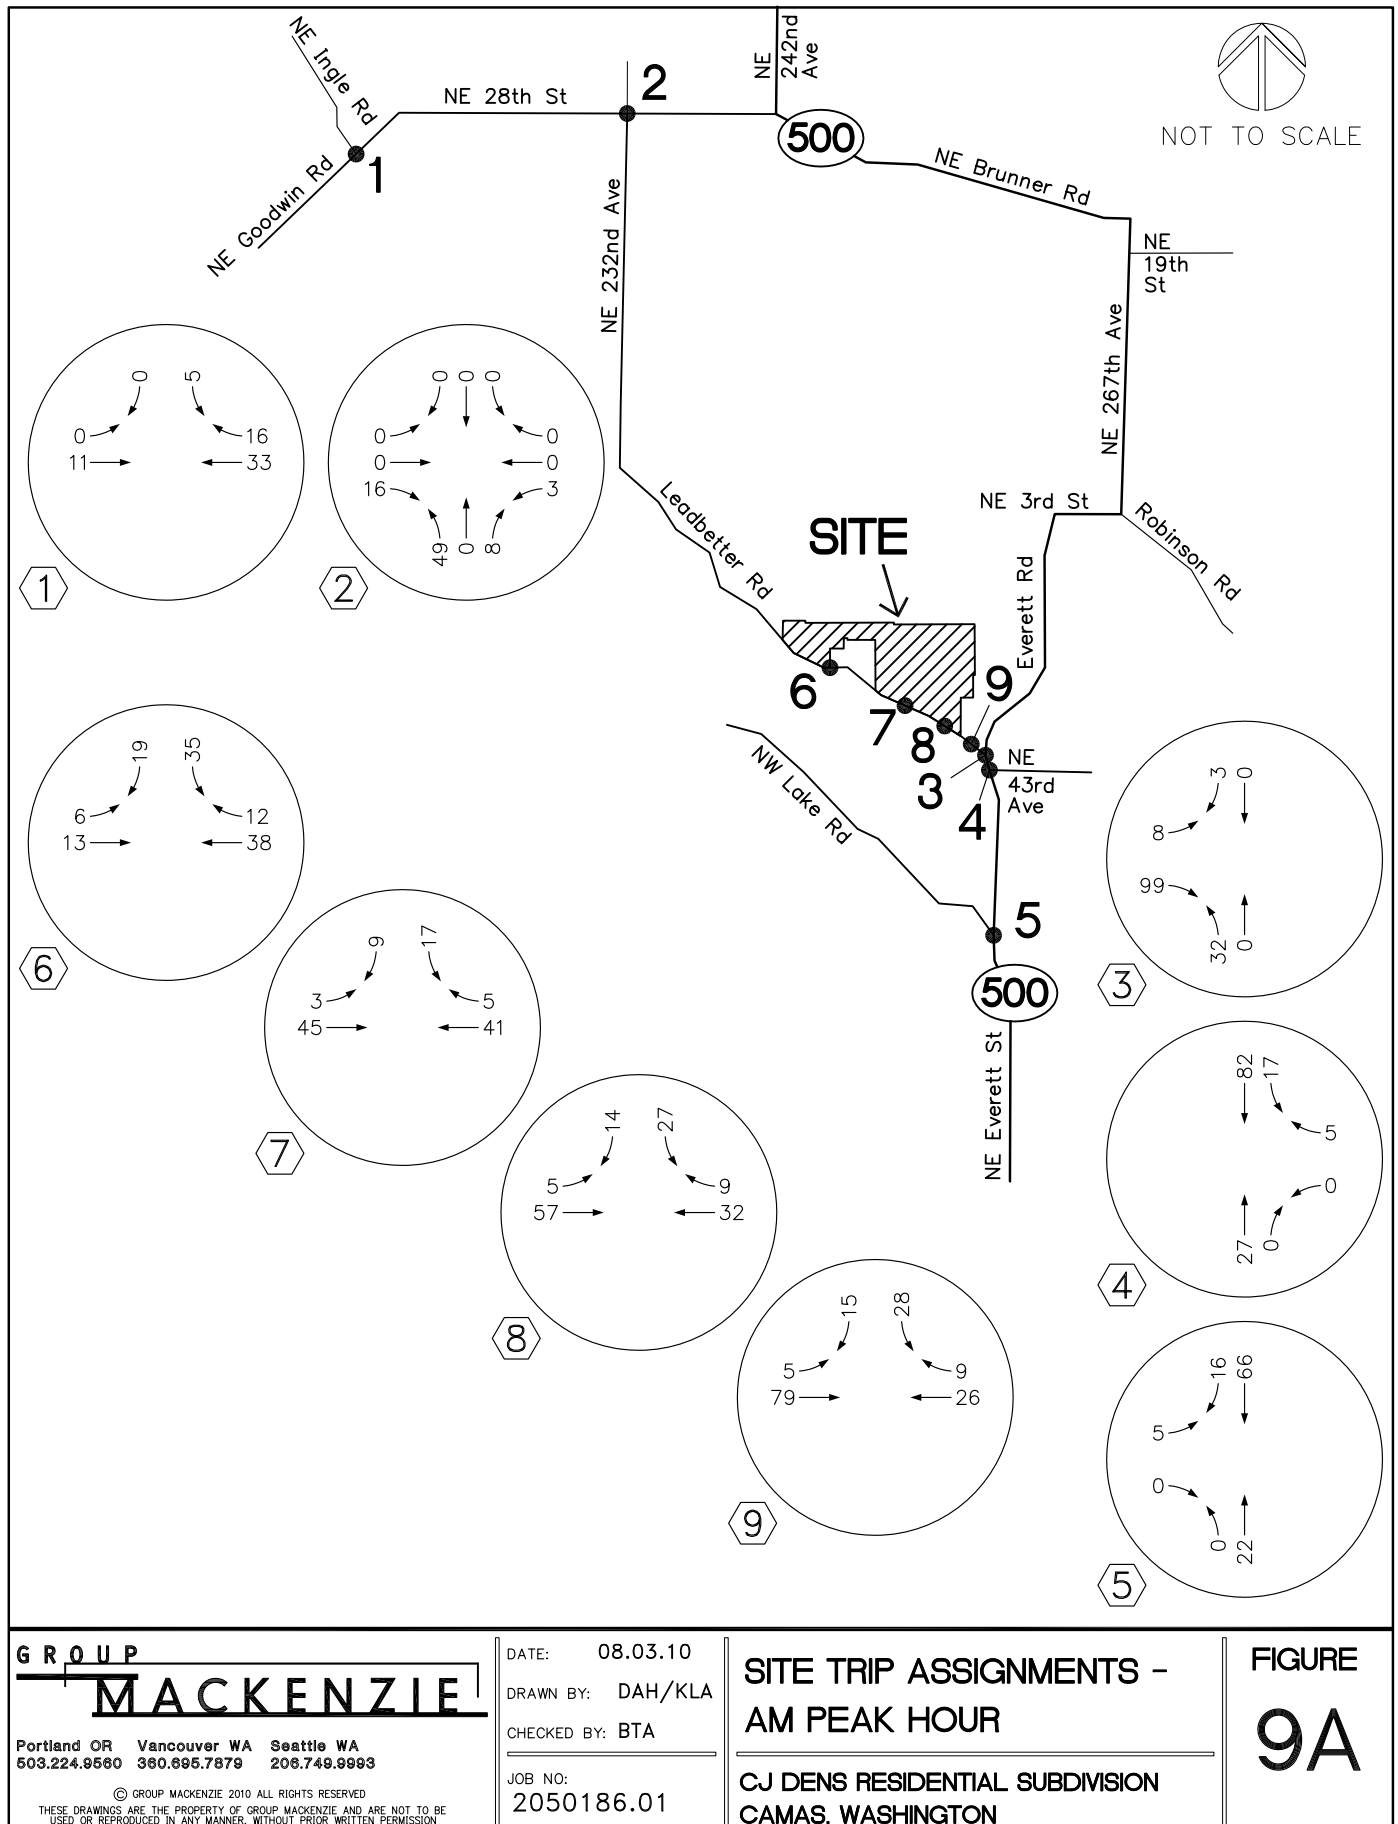 NE Ingle Rd
NE 28th St
2
NE 242nd Ave
500
NOT TO SCALE
1
NE Goodwin Rd
NE Brunner Rd
NE 232nd Ave
NE
19th
St
NE 267th Ave
0 5
0 16
11 33
1
0 0 0
0 0
0 0
16 3
49 0 8
2
Leadbetter Rd
NE 3rd St
SITE
Robinson Rd
Everett Rd
6
7
8
9
3
4
NE
43rd
Ave
NW Lake Rd
5
500
NE Everett St
3 0
8
99
32 0
3
19 35
6 12
13 38
6
9 17
3 5
45 41
7
82 17
5
0
27 0
4
14 27
5 9
57 32
8
15 28
5 9
79 26
9
16 66
5
0
0 22
5
GROUP
MACKENZIE
Portland OR Vancouver WA Seattle WA
503.224.9560 360.695.7879 206.749.9993
© GROUP MACKENZIE 2010 ALL RIGHTS RESERVED
THESE DRAWINGS ARE THE PROPERTY OF GROUP MACKENZIE AND ARE NOT TO BE
USED OR REPRODUCED IN ANY MANNER, WITHOUT PRIOR WRITTEN PERMISSION
DATE: 08.03.10
DRAWN BY: DAH/KLA
CHECKED BY: BTA
JOB NO:
2050186.01
SITE TRIP ASSIGNMENTS -
AM PEAK HOUR
CJ DENS RESIDENTIAL SUBDIVISION
CAMAS, WASHINGTON
FIGURE
9A